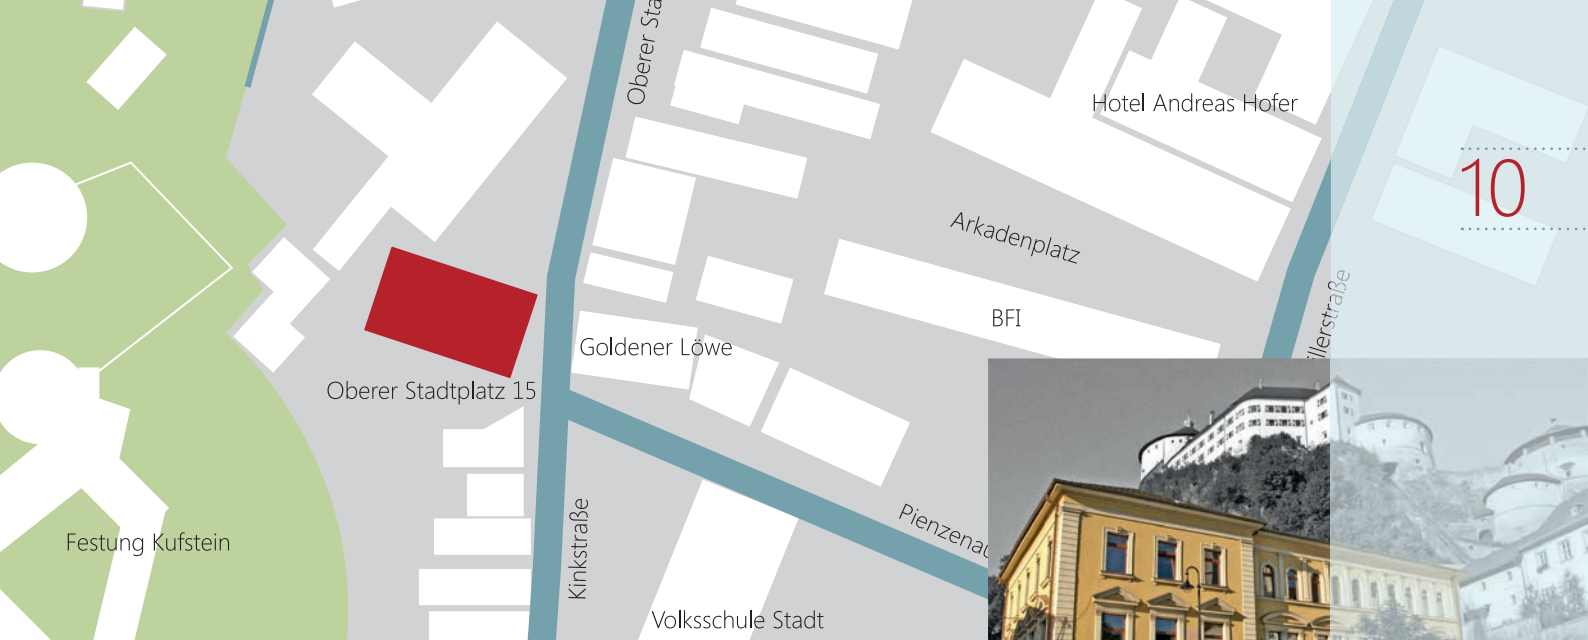 Oberer Sta
Hotel Andreas Hofer
10
Arkadenplatz
illerstraße
BFI
Goldener Löwe
Oberer Stadtplatz 15
Pienzenau
Kinkstraße
Festung Kufstein
Volksschule Stadt